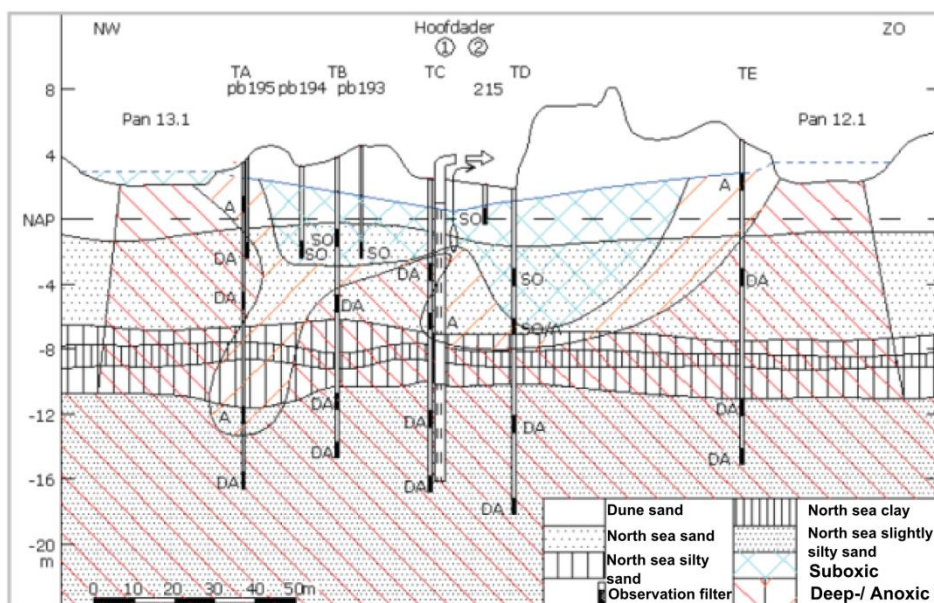 NW Hoofdader ZO
① ②
TA TB TC TD TE
pb195 pb194 pb193 215
8
Pan 13.1 Pan 12.1
4
A A
NAP SO
SO
DA SO SO DA
DA DA SO DA
-4
A SO/A
-8
-12
A DA DA DA DA
DA DA
-16
DA DA
DA
-20
m
0 10 20 30 40 50m
Dune sand North sea clay
North sea sand North sea slightly
silty sand
North sea silty
sand Suboxic
Observation filter Deep-/ Anoxic